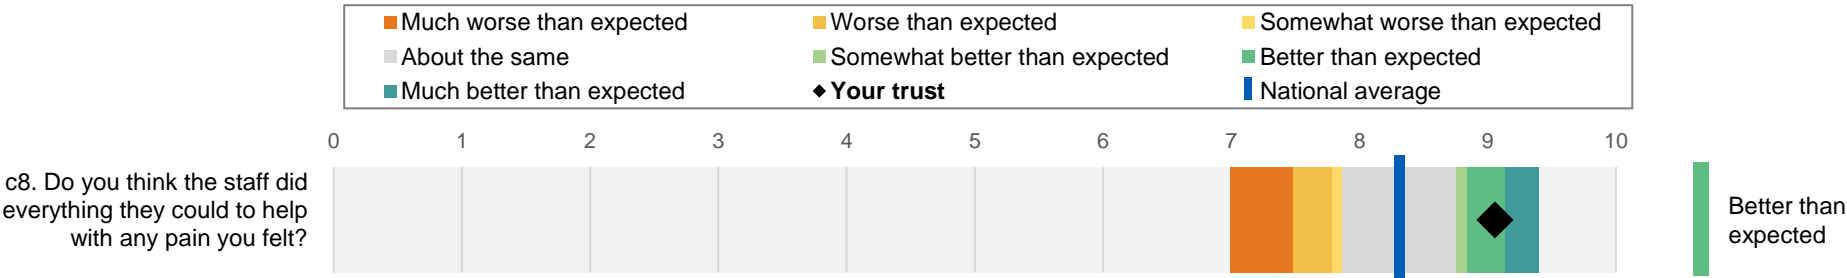 Much worse than expected
Worse than expected
Somewhat worse than expected
About the same
Somewhat better than expected
Better than expected
Much better than expected
Your trust
National average
0 1 2 3 4 5 6 7 8 9 10
c8. Do you think the staff did
everything they could to help
with any pain you felt?
Better than
expected